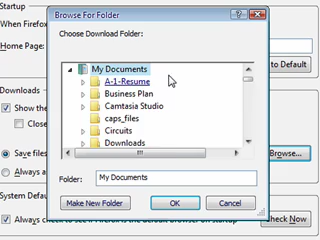 Startup
Browse For Folder
When Firefox
Choose Download Folder:
Home Page:
My Documents
A-1-Resume
to Default
Business Plan
Camtasia Studio
Downloads
caps_files
Show the
Circuits
Close
Downloads
Save files
Browse...
Folder: My Documents
Always a
Make New Folder OK Cancel
System Defau
Always check to see if Firefox is the default browser on startup
Check Now